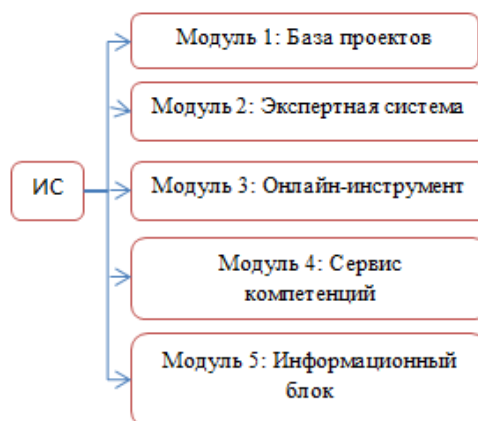 Модуль 1: База проектов
Модуль 2: Экспертная система
ИС
Модуль 3: Онлайн-инструмент
Модуль 4: Сервис
компетенций
Модуль 5: Информационный
блок